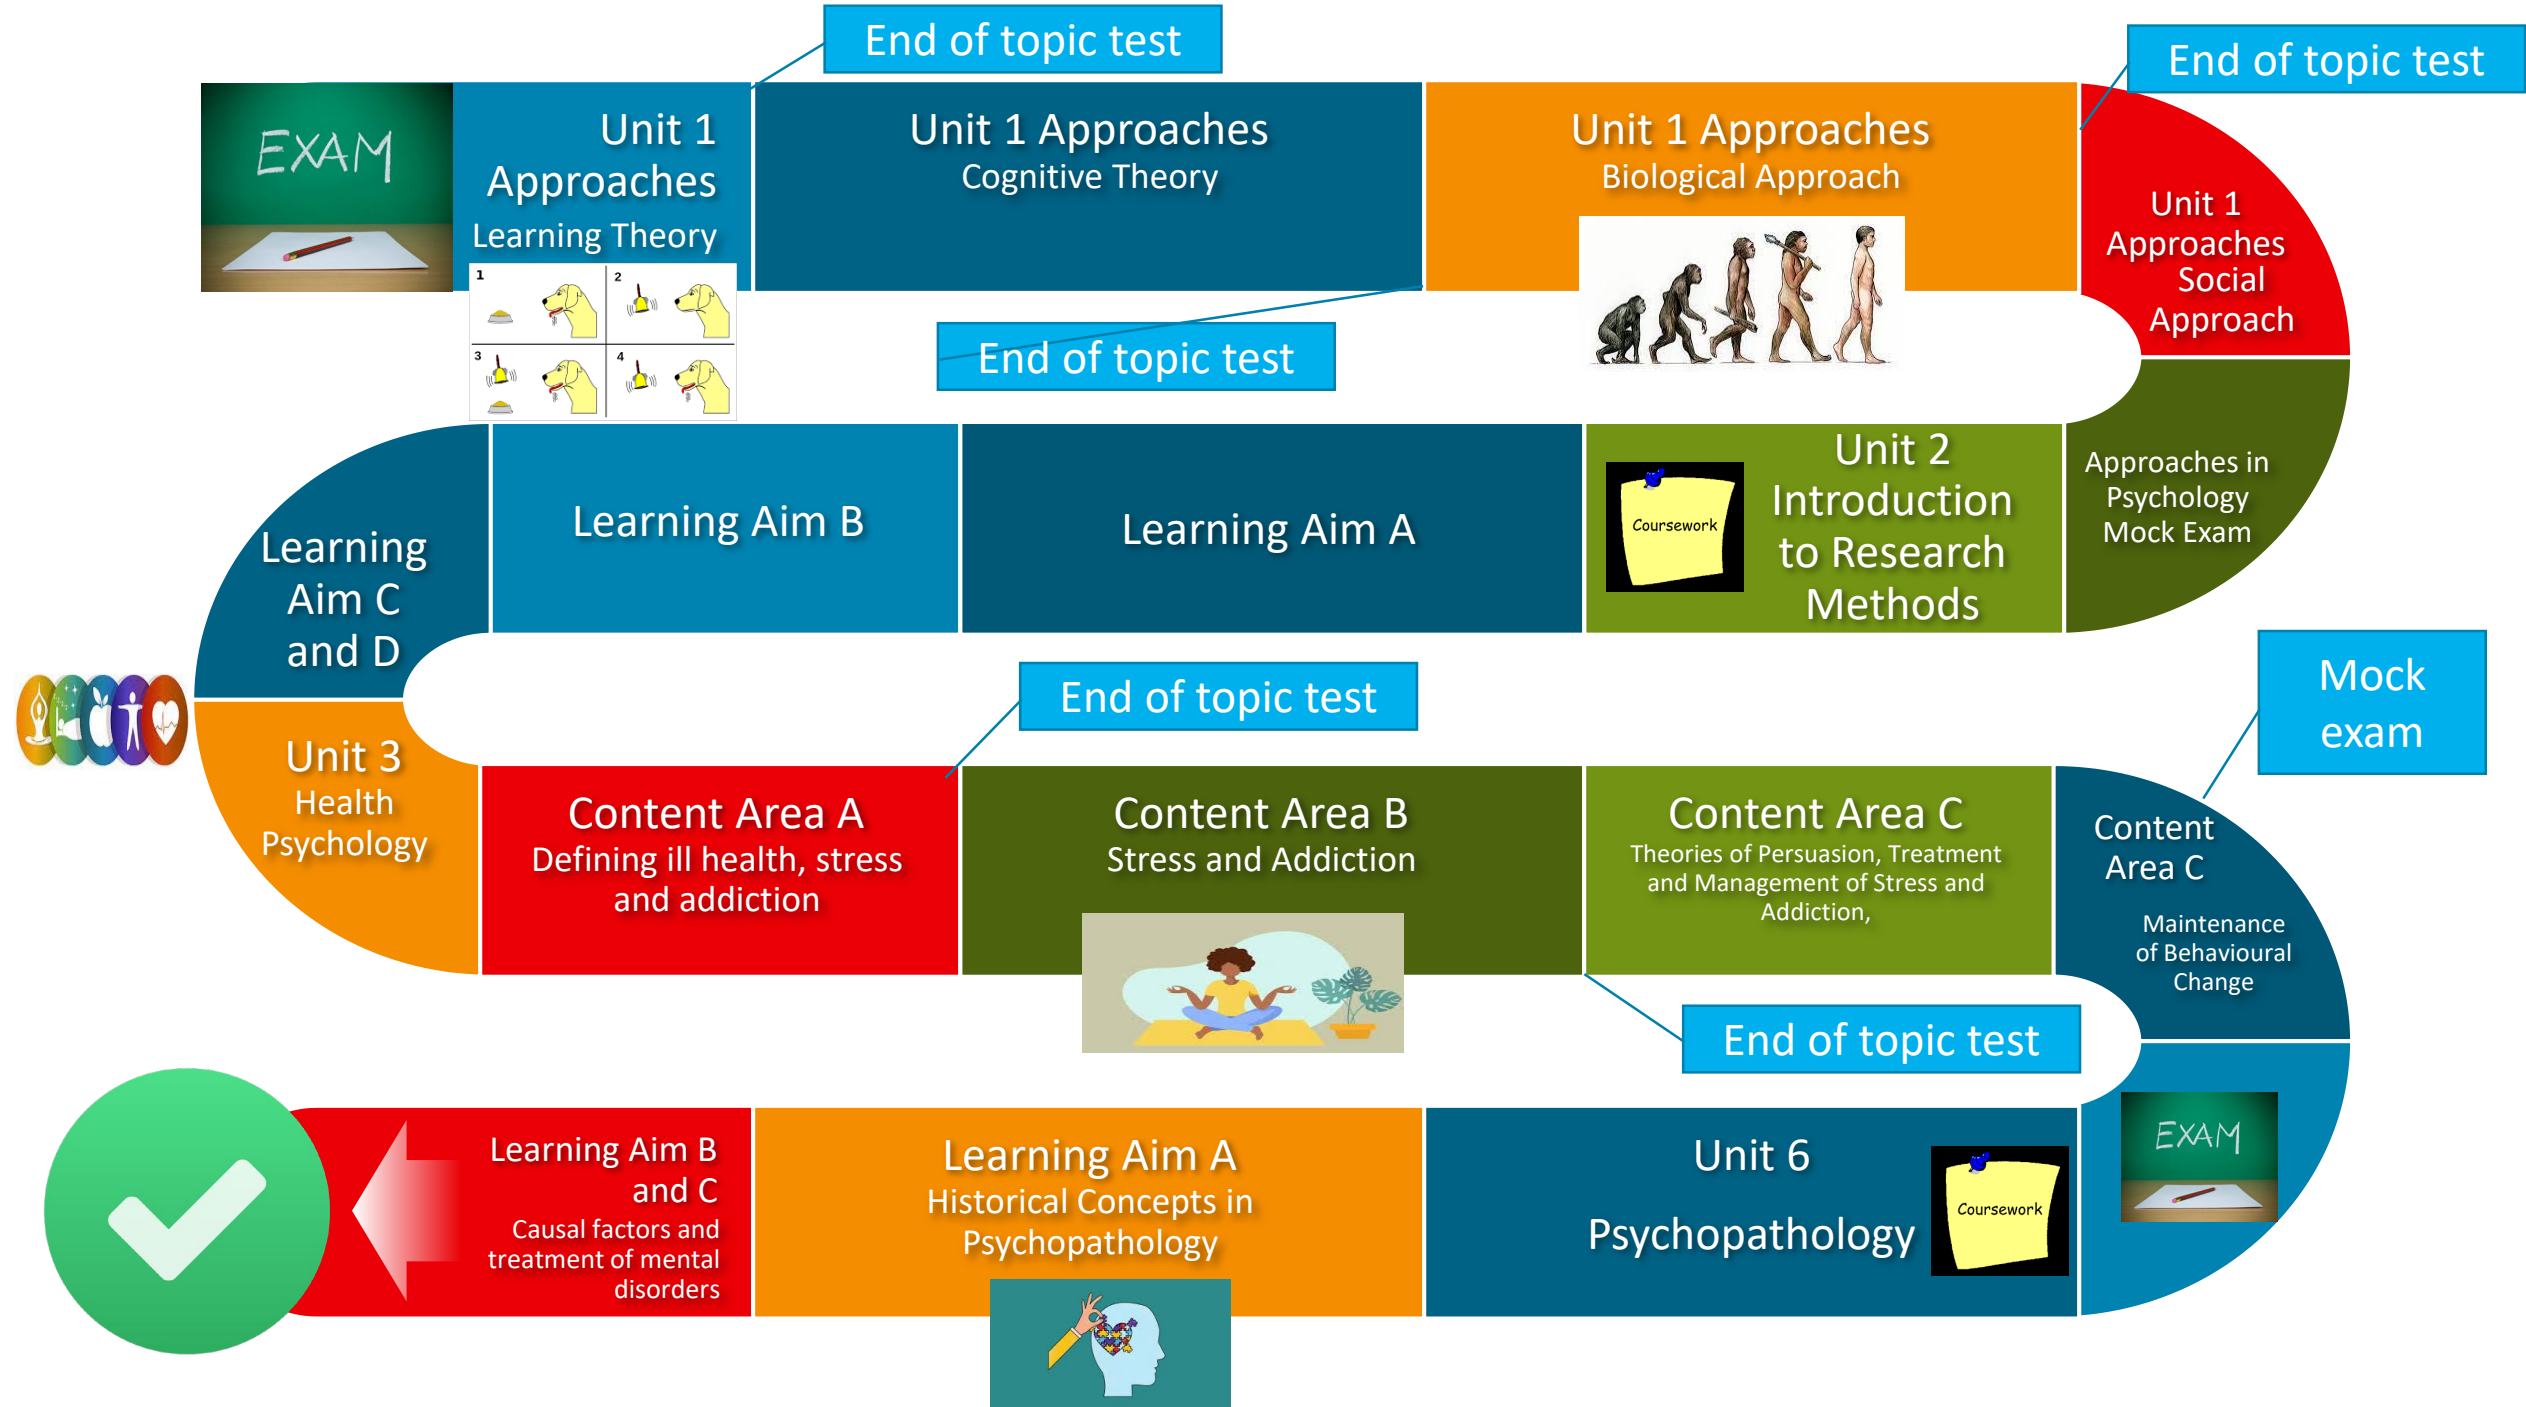 End of topic test
End of topic test
EXAM
Unit 1
Approaches
Learning Theory
1
2
3
4
Unit 1 Approaches
Cognitive Theory
Unit 1 Approaches
Biological Approach
Unit 1
Approaches
Social
Approach
End of topic test
Approaches in
Psychology
Mock Exam
Unit 2
Introduction
to Research
Methods
Coursework
Learning Aim A
Learning Aim B
Learning
Aim C
and D
Unit 3
Health
Psychology
End of topic test
Content Area A
Defining ill health, stress
and addiction
Content Area B
Stress and Addiction
Content Area C
Theories of Persuasion, Treatment
and Management of Stress and
Addiction,
Mock
exam
Content
Area C
Maintenance
of Behavioural
Change
End of topic test
EXAM
Unit 6
Psychopathology
Coursework
Learning Aim A
Historical Concepts in
Psychopathology
Learning Aim B
and C
Causal factors and
treatment of mental
disorders